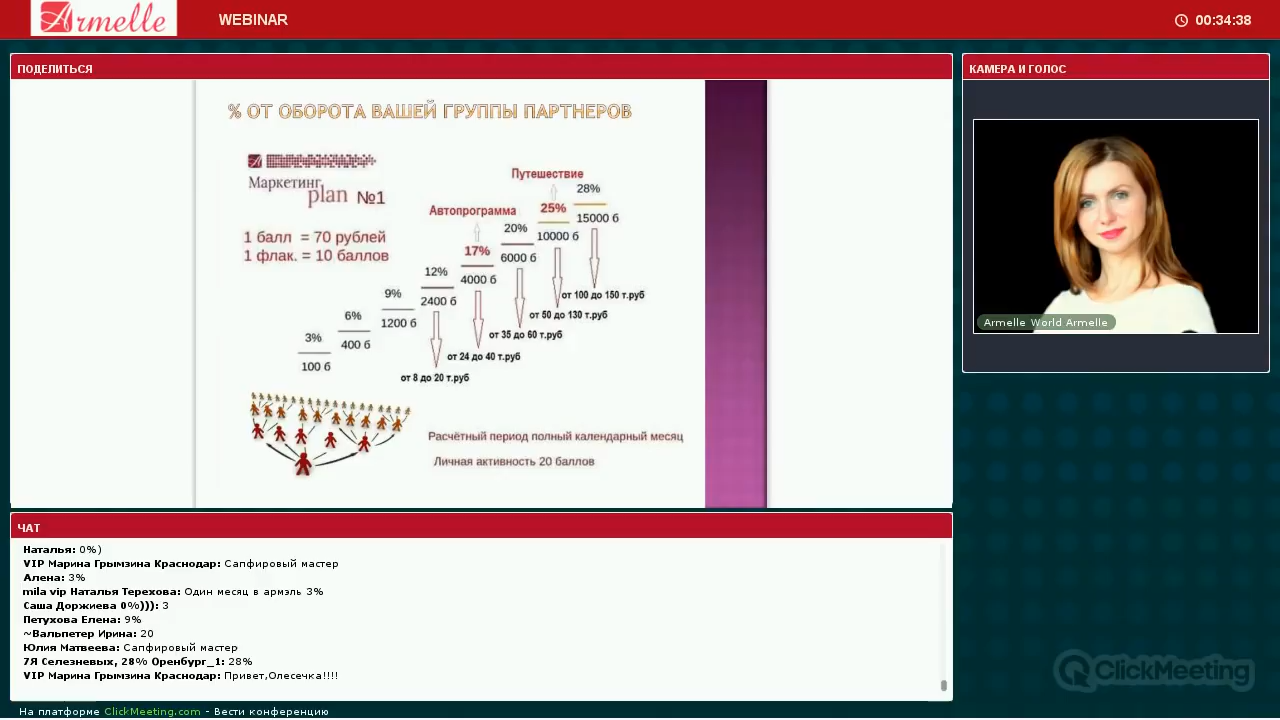 Armelle
WEBINAR
00:34:38
ПОДЕЛИТЬСЯ
КАМЕРА И ГОЛОС
% ОТ ОБОРОТА ВАШЕЙ ГРУППЫ ПАРТНЕРОВ
Маркетинг
plan №1
1 балл = 70 рублей
1 флак. = 10 баллов
3%
100 б
6%
400 б
9%
1200 б
12%
2400 б
Автопрограмма
17%
4000 б
20%
6000 б
Путешествие
25%
10000 б
28%
15000 б
от 100 до 150 т.руб
от 50 до 130 т.руб
от 35 до 60 т.руб
от 24 до 40 т.руб
от 8 до 20 т.руб
Расчётный период полный календарный месяц
Личная активность 20 баллов
Armelle World Armelle
ЧАТ
Наталья: 0%)
VIP Марина Грымзина Краснодар: Сапфировый мастер
Алена: 3%
mila vip Наталья Терехова: Один месяц в армэль 3%
Саша Доржиева 0%))): 3
Петухова Елена: 9%
~Вальпетер Ирина: 20
Юлия Матвеева: Сапфировый мастер
7Я Селезневых, 28% Оренбург_1: 28%
VIP Марина Грымзина Краснодар: Привет,Олесечка!!!!
ClickMeeting
На платформе ClickMeeting.com - Вести конференцию